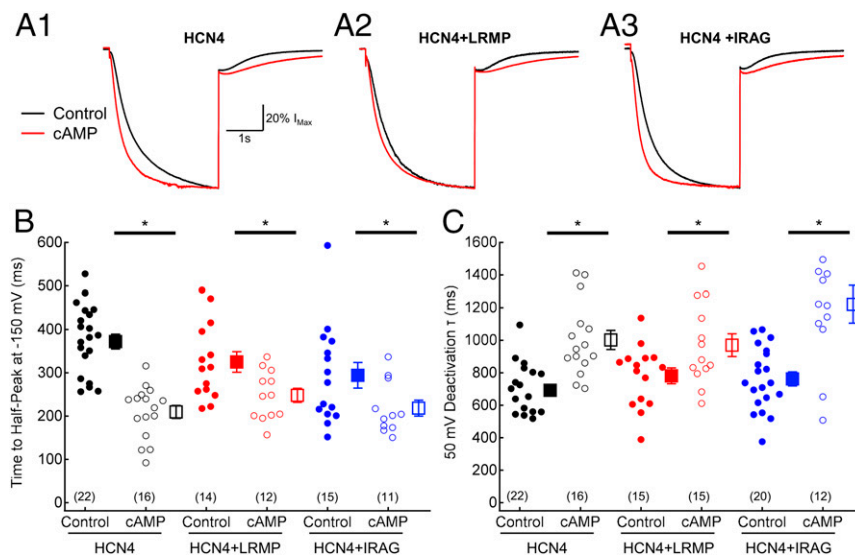 A1
HCN4
A2
HCN4+LRMP
A3
HCN4 +IRAG
Control
cAMP
20% IMax
1s
B
Time to Half-Peak at -150 mV (ms)
600
500
400
300
200
100
0
*
*
*
(22)
(16)
(14)
(12)
(15)
(11)
Control cAMP Control cAMP Control cAMP
HCN4 HCN4+LRMP HCN4+IRAG
C
50 mV Deactivation τ (ms)
1600
1400
1200
1000
800
600
400
200
0
*
*
*
(22)
(16)
(15)
(15)
(20)
(12)
Control cAMP Control cAMP Control cAMP
HCN4 HCN4+LRMP HCN4+IRAG